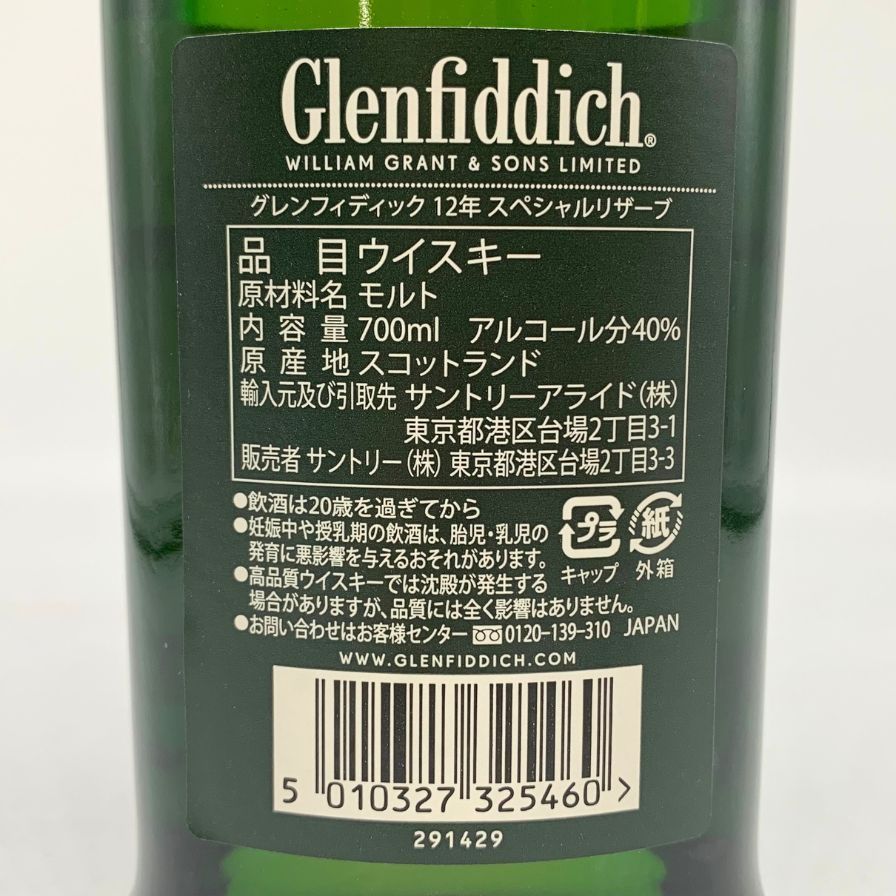 Glenfiddich®
WILLIAM GRANT & SONS LIMITED
グレンフィディック 12年 スペシャルリザーブ
品 目 ウイスキー
原材料名 モルト
内 容 量 700ml アルコール分40%
原 産 地 スコットランド
輸入元及び引取先 サントリーアライド(株)
東京都港区台場2丁目3-1
販売者 サントリー(株) 東京都港区台場2丁目3-3
●飲酒は20歳を過ぎてから
●妊娠中や授乳期の飲酒は、胎児・乳児の
発育に悪影響を与えるおそれがあります。
●高品質ウイスキーでは沈殿が発生する
場合がありますが、品質には全く影響はありません。
●お問い合わせはお客様センター 0120-139-310 JAPAN
プラ
キャップ
紙
外箱
WWW.GLENFIDDICH.COM
5 010327 325460 >
291429